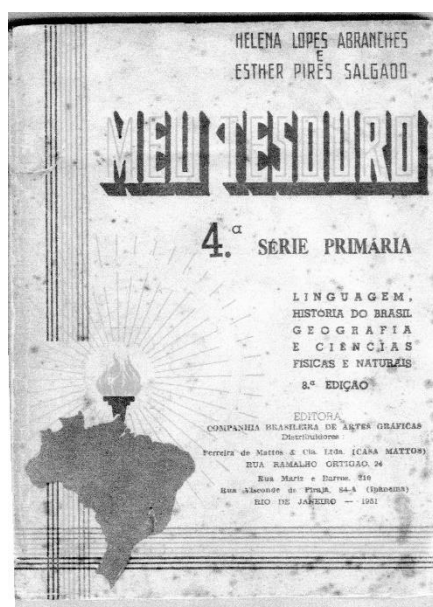 HELENA LOPES ABRANCHES
E
ESTHER PIRES SALGADO
MEU TESOURO
4.ª SÉRIE PRIMÁRIA
LINGUAGEM,
HISTÓRIA DO BRASIL
GEOGRAFIA
E CIÊNCIAS
FISICAS E NATURAIS
8.ª EDIÇÃO
EDITORA
COMPANHIA BRASILEIRA DE ARTES GRÁFICAS
Distribuidores
Ferreira de Mattos & Cia. Ltda. (CASA MATTOS)
RUA RAMALHO ORTIGÃO, 24
Rua Mariz e Barros, 210
Rua Visconde de Pirajá, 84-A (Ipanema)
RIO DE JANEIRO — 1951